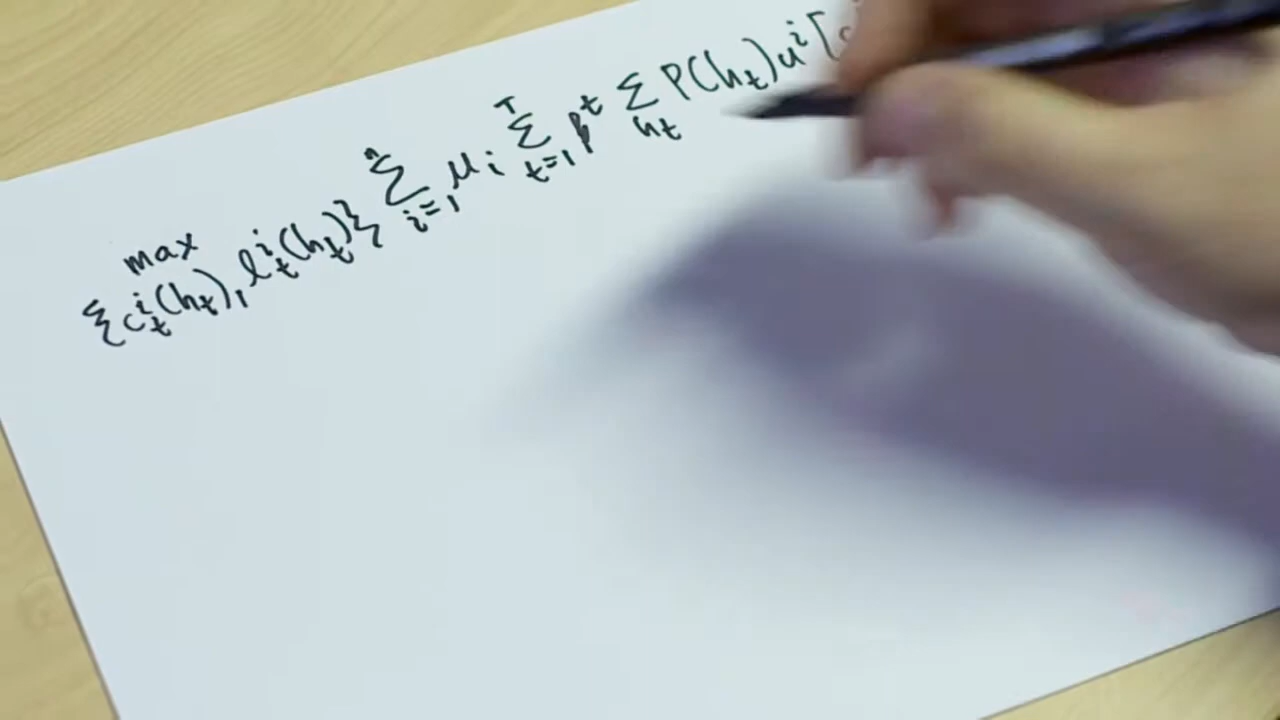 max {c_t^i(h_t), l_t^i(h_t)} Σ_{i=1}^n μ_i Σ_{t=1}^T β^t Σ_{h_t} P(h_t) u^i [c